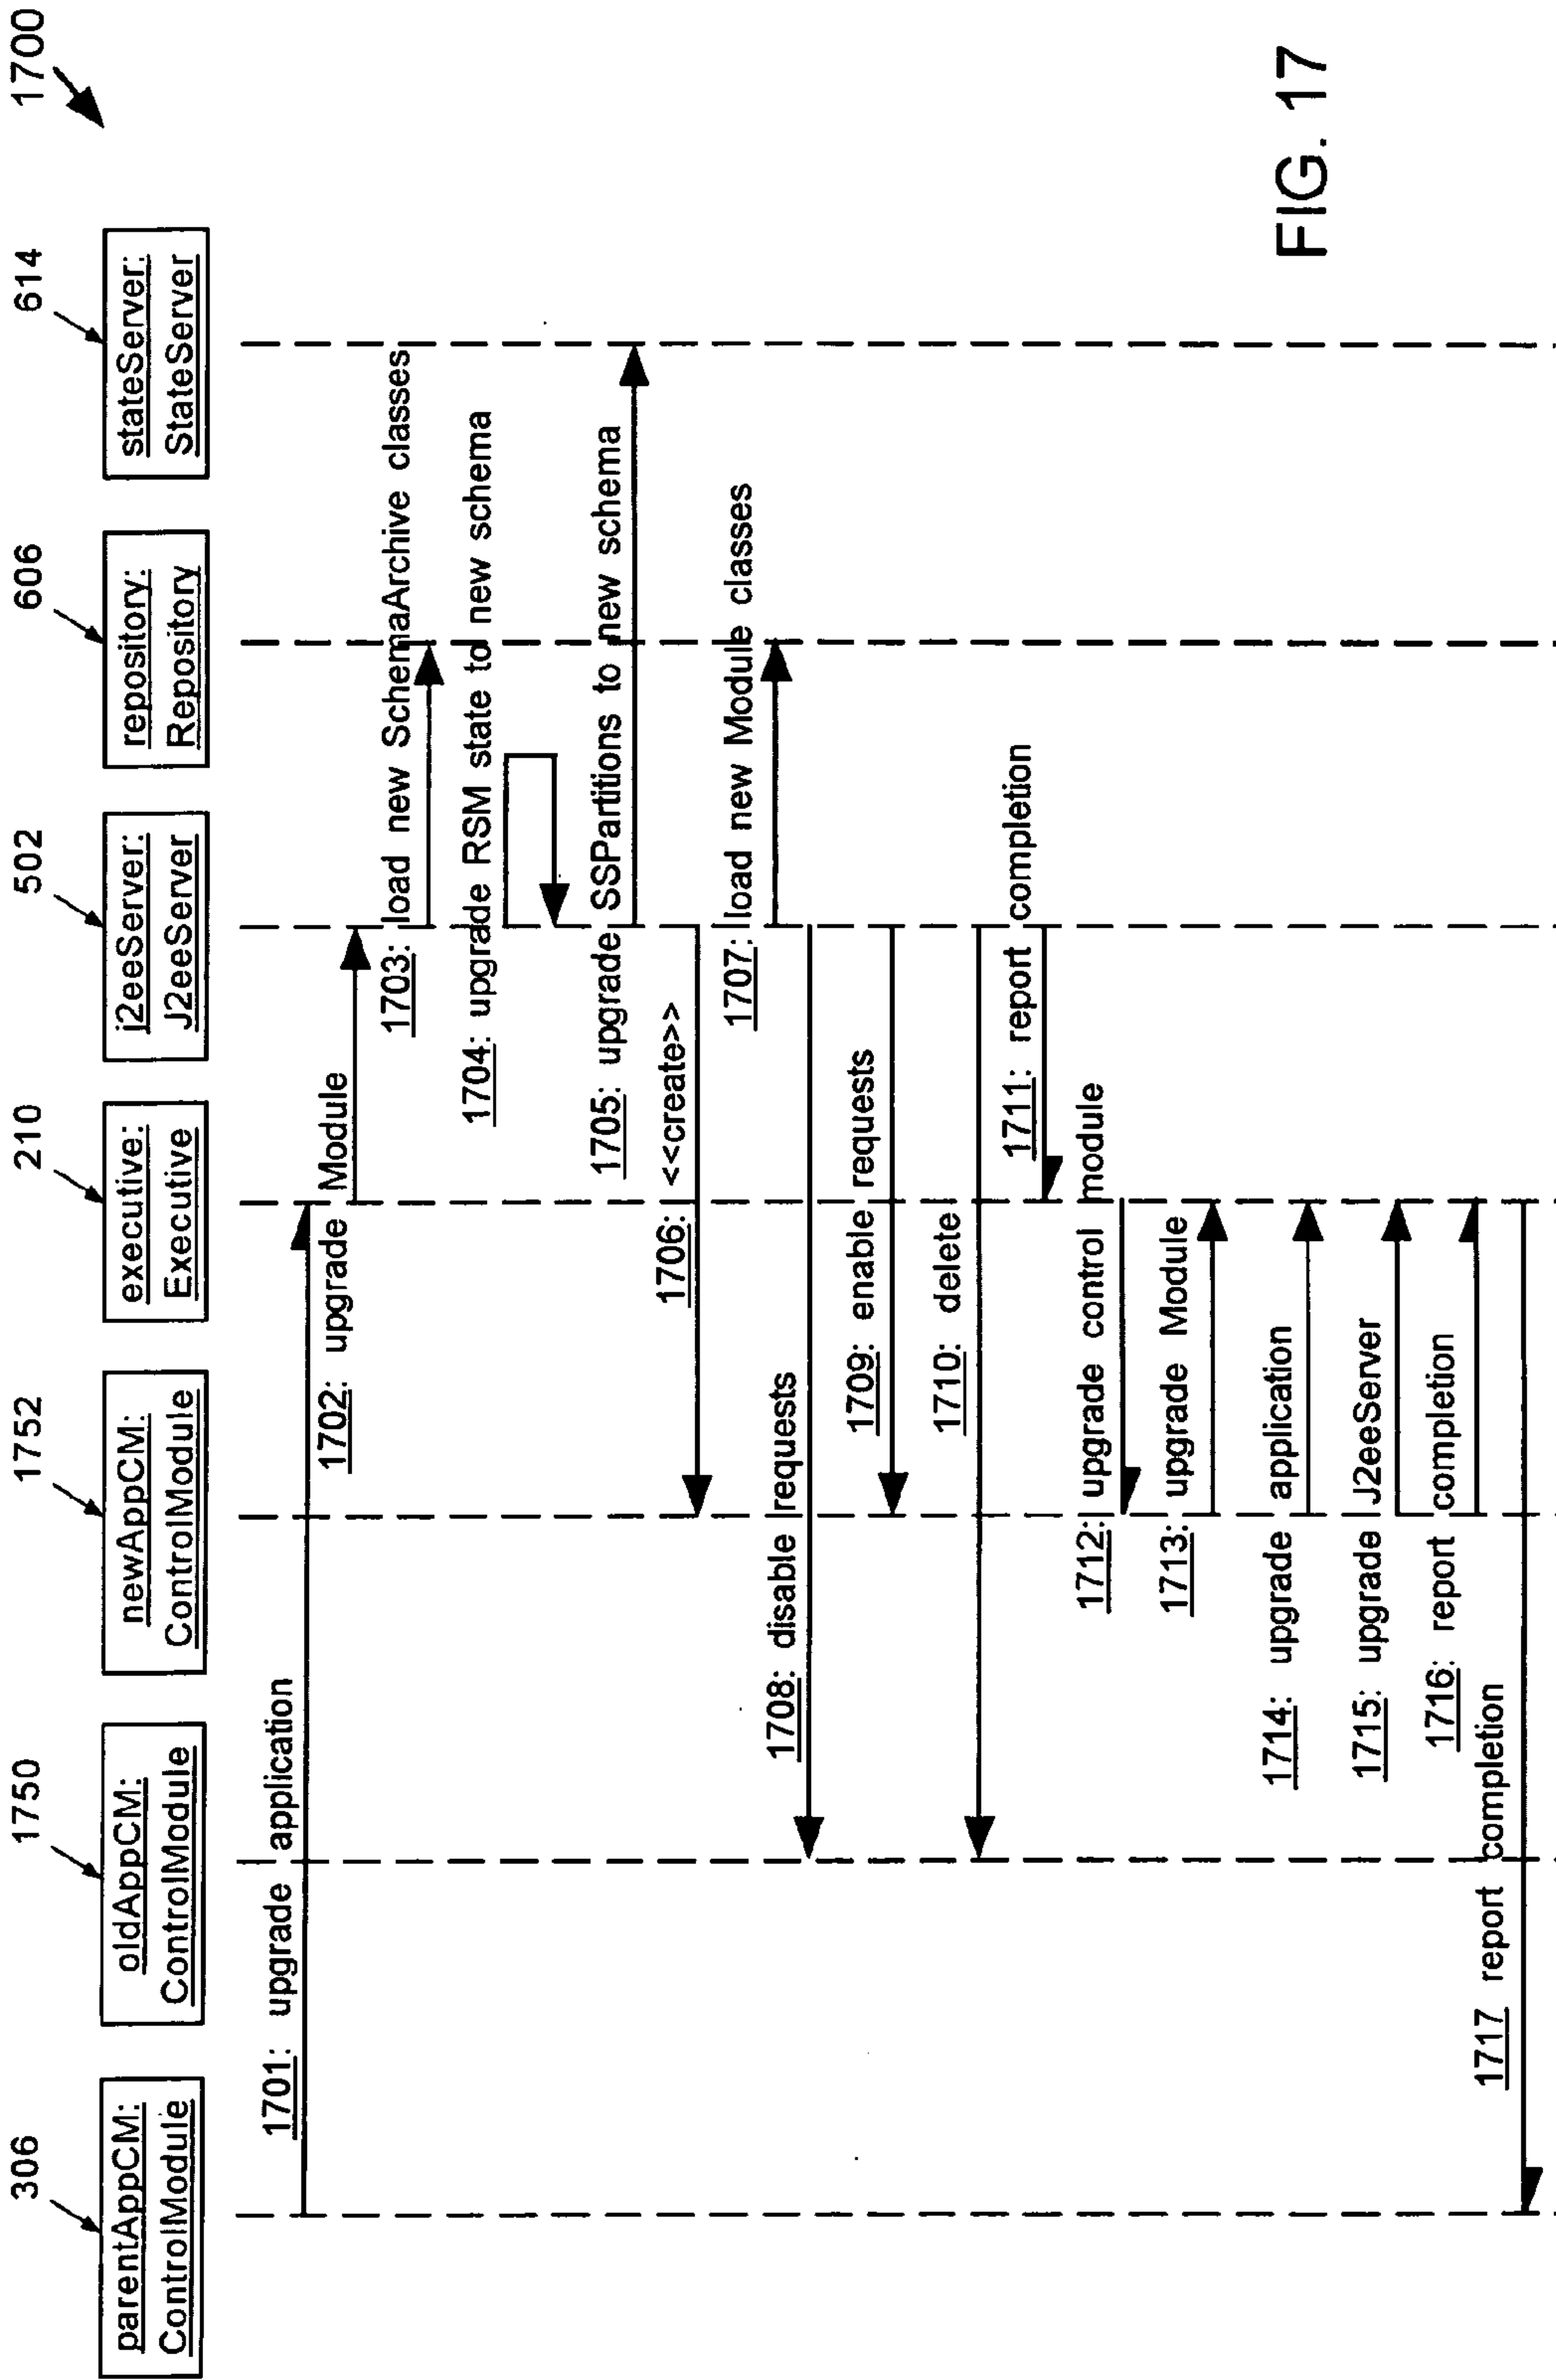 1700
306
1750
1752
210
502
606
614
parentAppCM:
ControlModule
oldAppCM:
ControlModule
newAppCM:
ControlModule
executive:
Executive
j2eeServer:
J2eeServer
repository:
Repository
stateServer:
StateServer
1701: upgrade application
1702: upgrade Module
1703: load new SchemaArchive classes
1704: upgrade RSM state to new schema
1705: upgrade SSPartitions to new schema
1706: <<create>>
1707: load new Module classes
1708: disable requests
1709: enable requests
1710: delete
1711: report completion
1712: upgrade control module
1713: upgrade Module
1714: upgrade application
1715: upgrade J2eeServer
1716: report completion
1717 report completion
FIG. 17